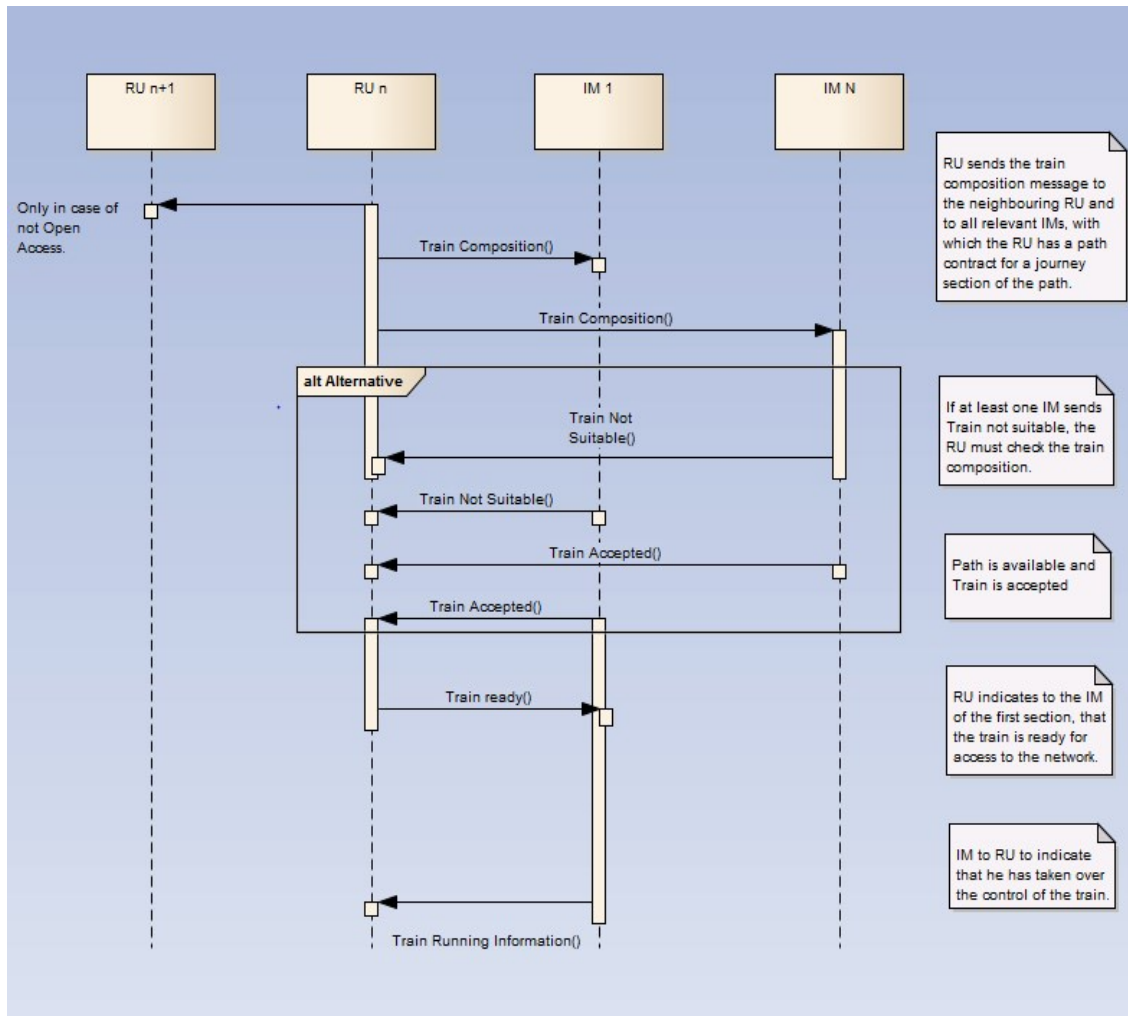 RU n+1
RU n
IM 1
IM N
RU sends the train
composition message to
the neighbouring RU and
to all relevant IMs, with
which the RU has a path
contract for a journey
section of the path.
Only in case of
not Open
Access.
Train Composition()
Train Composition()
alt Alternative
Train Not
Suitable()
If at least one IM sends
Train not suitable, the
RU must check the train
composition.
Train Not Suitable()
Train Accepted()
Path is available and
Train is accepted
Train Accepted()
Train ready()
RU indicates to the IM
of the first section, that
the train is ready for
access to the network.
IM to RU to indicate
that he has taken over
the control of the train.
Train Running Information()